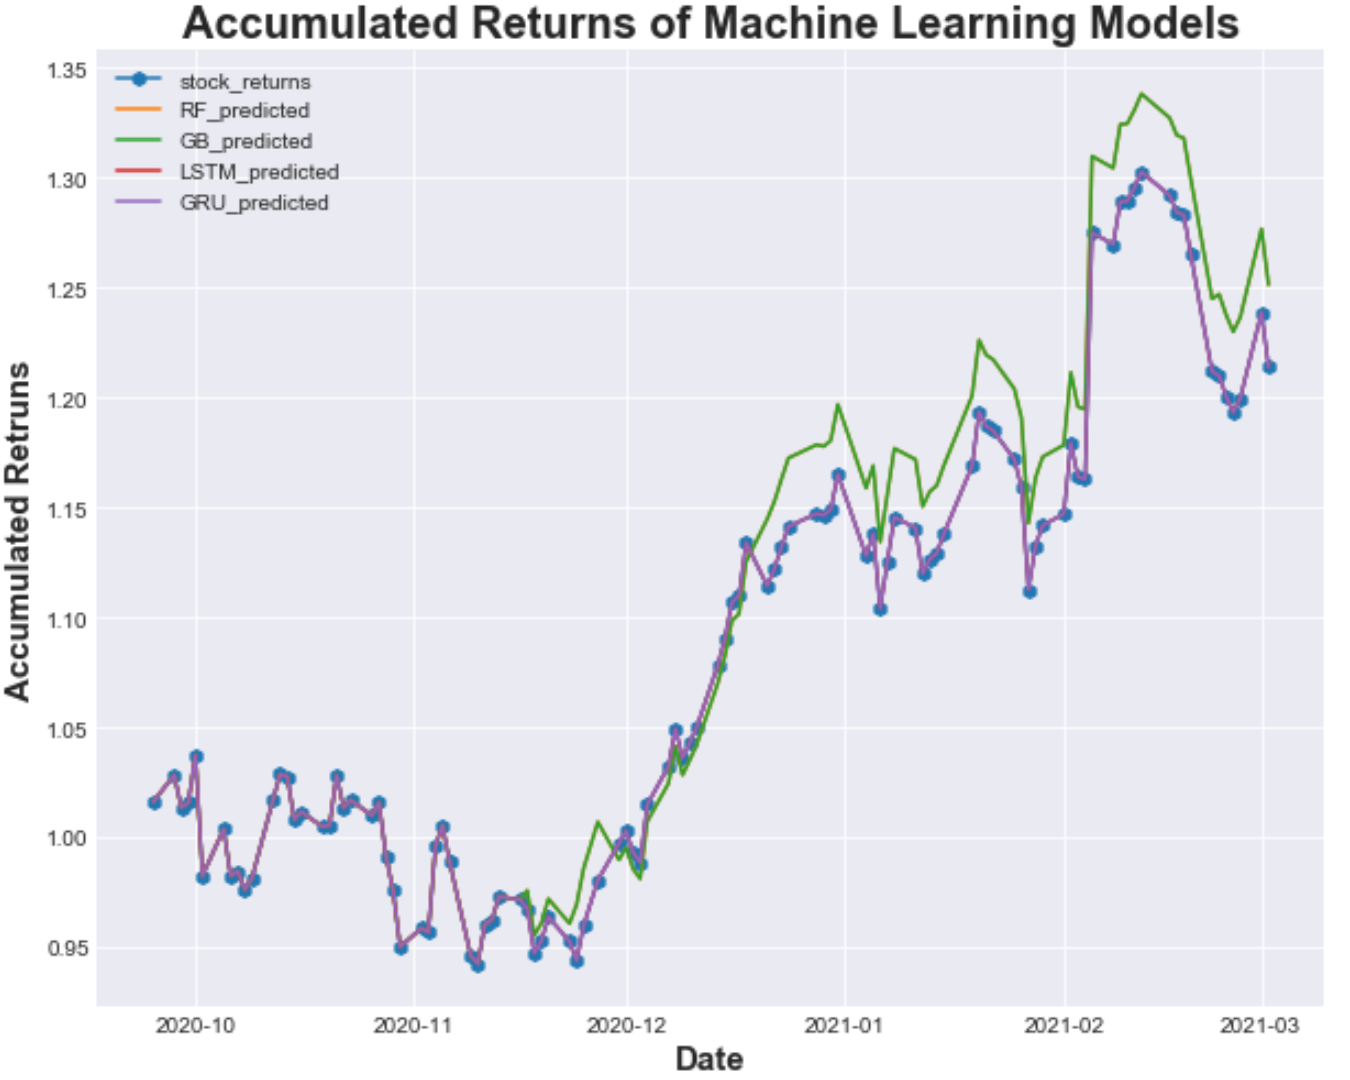 Accumulated Returns of Machine Learning Models
stock_returns
RF_predicted
GB_predicted
LSTM_predicted
GRU_predicted
1.35
1.30
1.25
1.20
1.15
1.10
1.05
1.00
0.95
Accumulated Retruns
2020-10 2020-11 2020-12 2021-01 2021-02 2021-03
Date